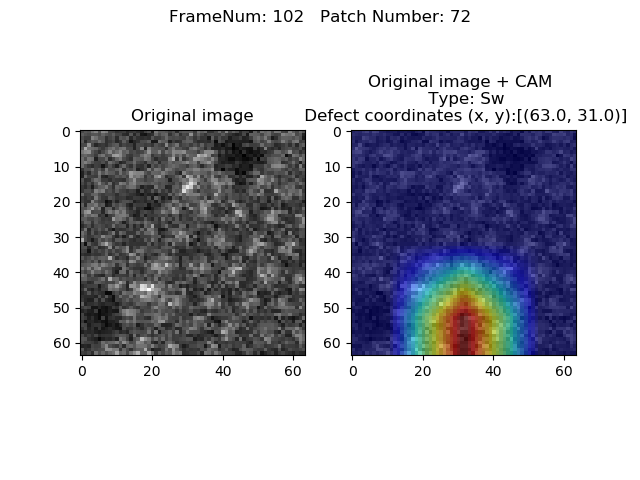 FrameNum: 102   Patch Number: 72
Original image
0
10
20
30
40
50
60
0 20 40 60
Original image + CAM
Type: Sw
Defect coordinates (x, y):[(63.0, 31.0)]
0
10
20
30
40
50
60
0 20 40 60